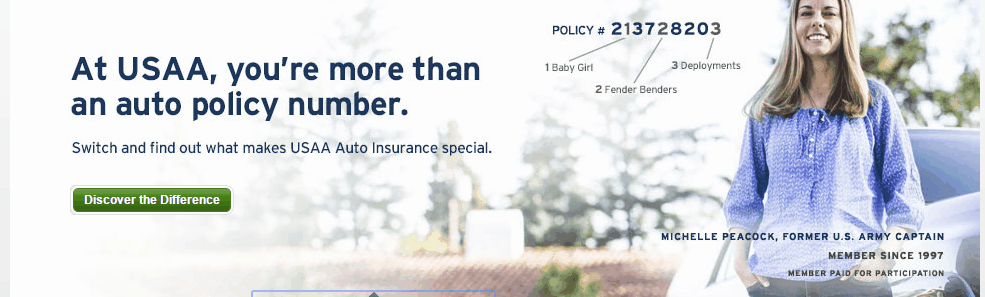 POLICY # 213728203
1 Baby Girl
3 Deployments
2 Fender Benders
At USAA, you’re more than
an auto policy number.
Switch and find out what makes USAA Auto Insurance special.
Discover the Difference
MICHELLE PEACOCK, FORMER U.S. ARMY CAPTAIN
MEMBER SINCE 1997
MEMBER PAID FOR PARTICIPATION